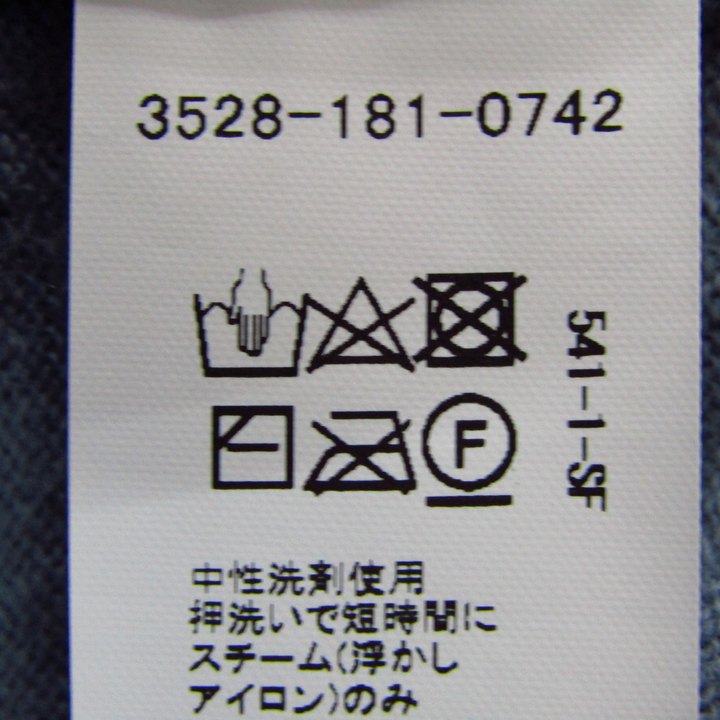 3528-181-0742
541-1-SF
F
中性洗剤使用
押洗いで短時間に
スチーム(浮かし
アイロン)のみ